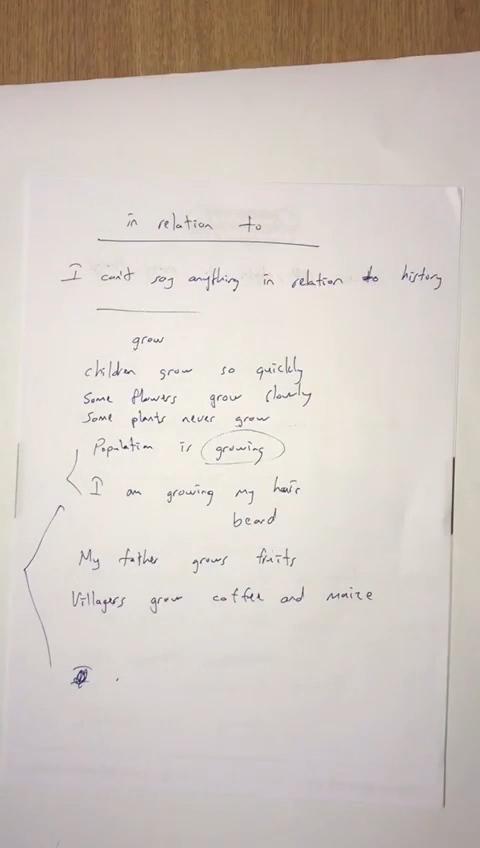 in relation to
I can't say anything in relation to history
grow
children grow so quickly
Some flowers grow slowly
Some plants never grow
Population is growing
I am growing my hair
beard
My father grows fruits
Villagers grow coffee and maize